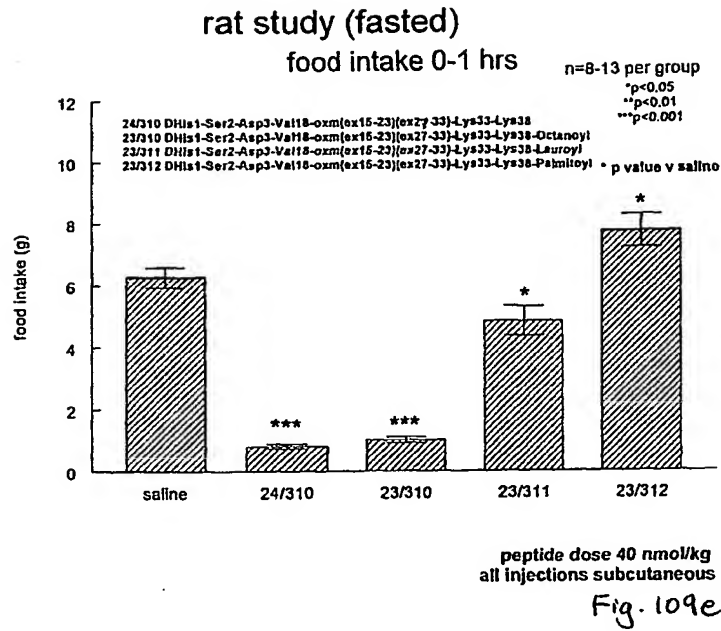 rat study (fasted)
food intake 0-1 hrs
n=8-13 per group
*p<0.05
**p<0.01
***p<0.001
12
24/310 DHis1-Ser2-Asp3-Val18-oxm(ex15-23)(ex27-33)-Lys33-Lys38
23/310 DHis1-Ser2-Asp3-Val18-oxm(ex15-23)(ex27-33)-Lys33-Lys38-Octanoyl
23/311 DHis1-Ser2-Asp3-Val18-oxm(ex15-23)(ex27-33)-Lys33-Lys38-Lauroyl
23/312 DHis1-Ser2-Asp3-Val18-oxm(ex15-23)(ex27-33)-Lys33-Lys38-Palmitoyl
* p value v saline
10
8
6
4
2
0
food intake (g)
***
***
*
*
saline 24/310 23/310 23/311 23/312
peptide dose 40 nmol/kg
all injections subcutaneous
Fig. 109e